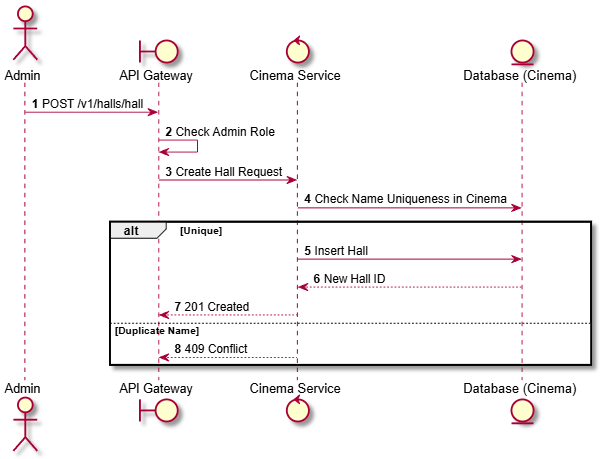 Admin
API Gateway
Cinema Service
Database (Cinema)
1 POST /v1/halls/hall
2 Check Admin Role
3 Create Hall Request
4 Check Name Uniqueness in Cinema
alt [Unique]
5 Insert Hall
6 New Hall ID
7 201 Created
[Duplicate Name]
8 409 Conflict
Admin
API Gateway
Cinema Service
Database (Cinema)